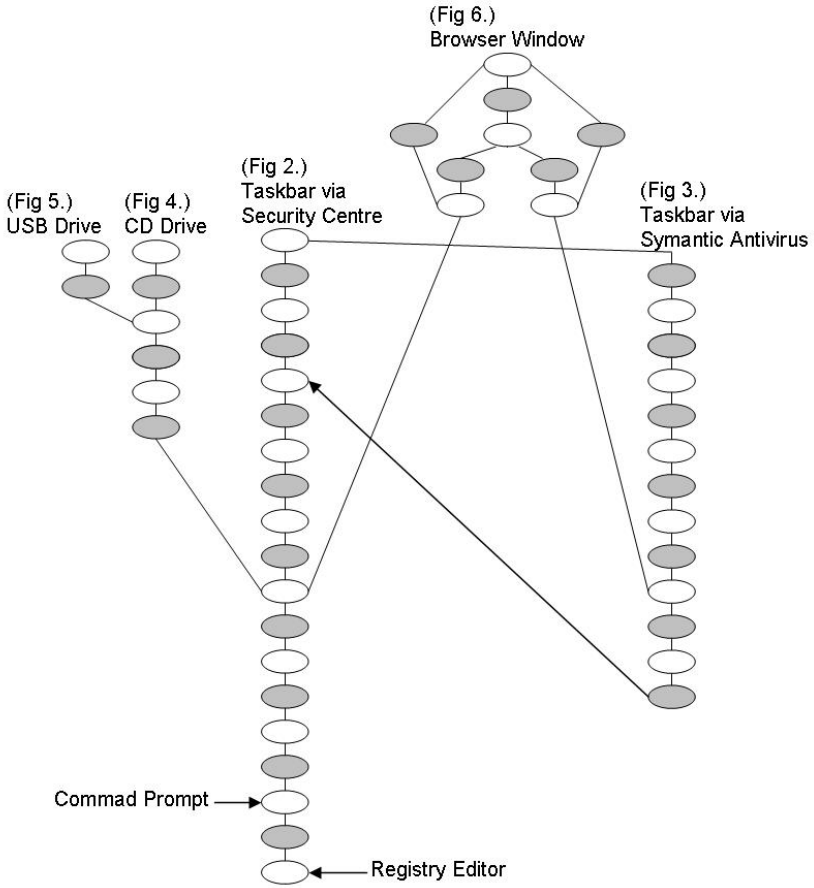 (Fig 6.)
Browser Window
(Fig 2.)
Taskbar via
Security Centre
(Fig 3.)
Taskbar via
Symantic Antivirus
(Fig 5.)
USB Drive
(Fig 4.)
CD Drive
Commad Prompt
Registry Editor